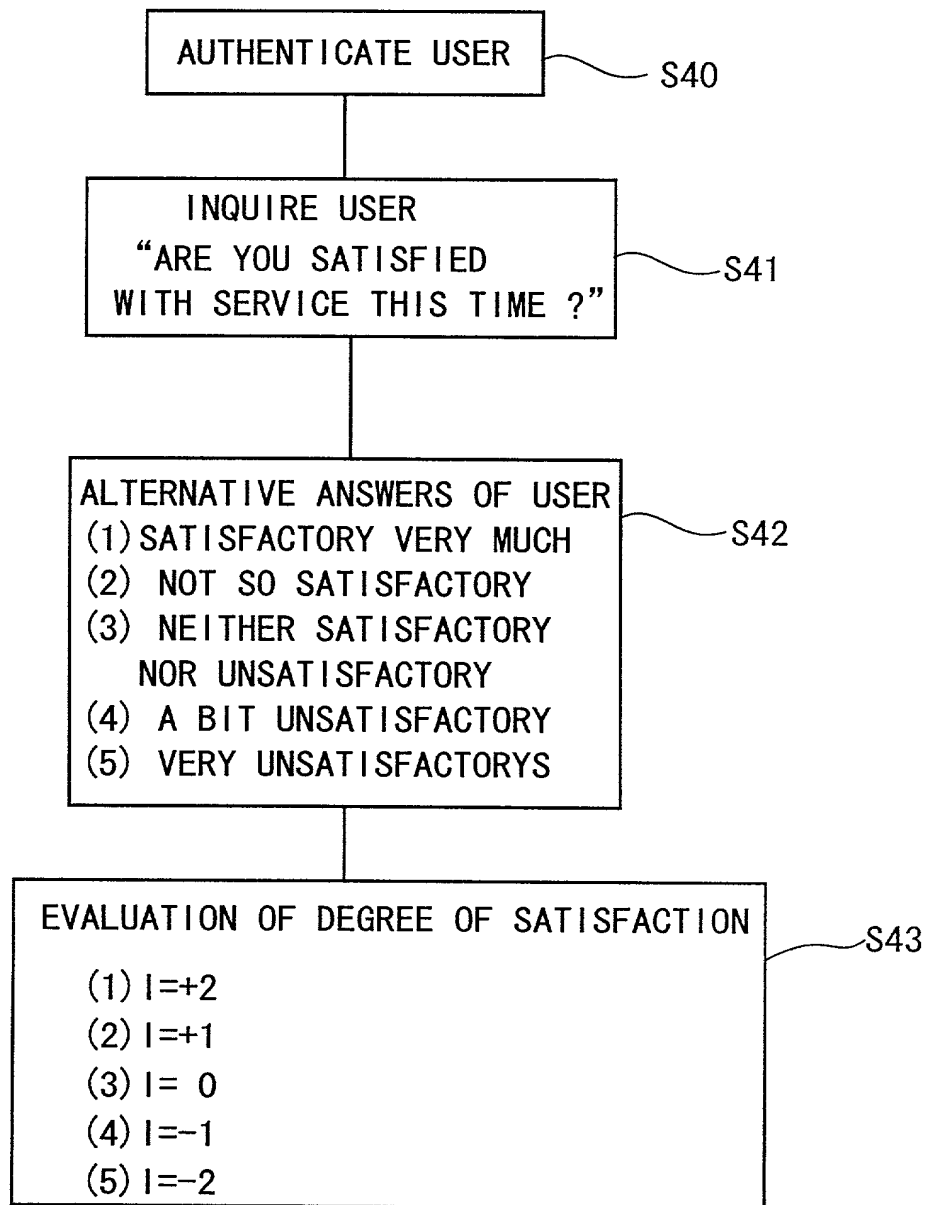 AUTHENTICATE USER
S40
INQUIRE USER
“ARE YOU SATISFIED
WITH SERVICE THIS TIME ?”
S41
ALTERNATIVE ANSWERS OF USER
(1) SATISFACTORY VERY MUCH
(2) NOT SO SATISFACTORY
(3) NEITHER SATISFACTORY
NOR UNSATISFACTORY
(4) A BIT UNSATISFACTORY
(5) VERY UNSATISFACTORYS
S42
EVALUATION OF DEGREE OF SATISFACTION
(1) I=+2
(2) I=+1
(3) I= 0
(4) I=-1
(5) I=-2
S43